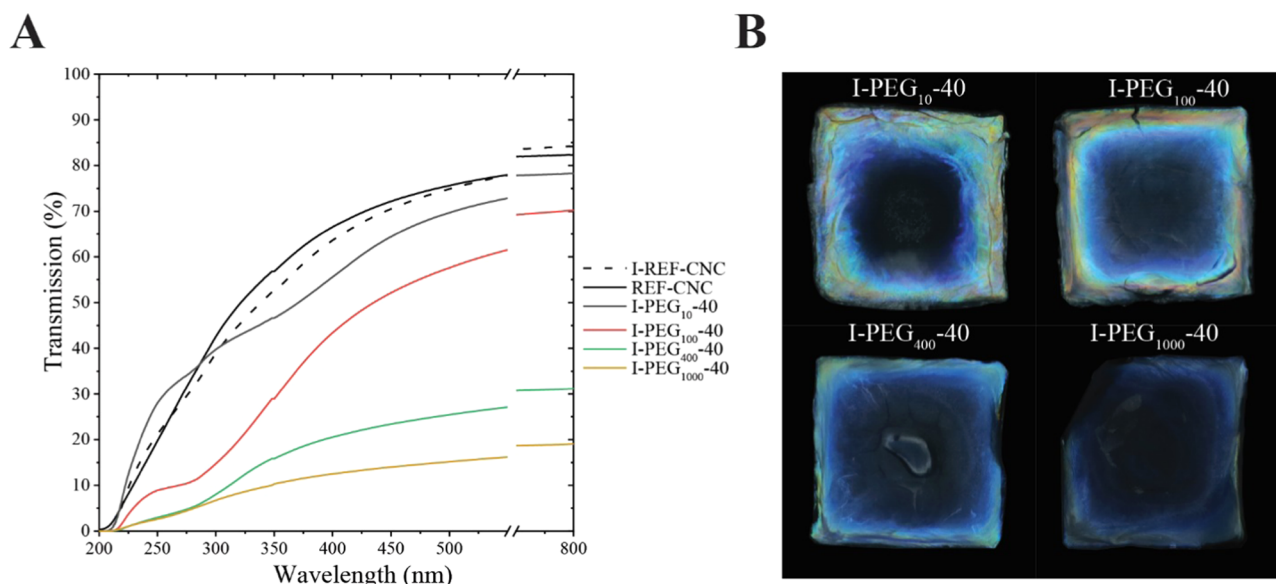 A
B
100
90
80
70
60
50
40
30
20
10
0
Transmission (%)
200 250 300 350 400 450 500 800
Wavelength (nm)
I-REF-CNC
REF-CNC
I-PEG₁₀-40
I-PEG₁₀₀-40
I-PEG₄₀₀-40
I-PEG₁₀₀₀-40
I-PEG₁₀-40 I-PEG₁₀₀-40
I-PEG₄₀₀-40 I-PEG₁₀₀₀-40